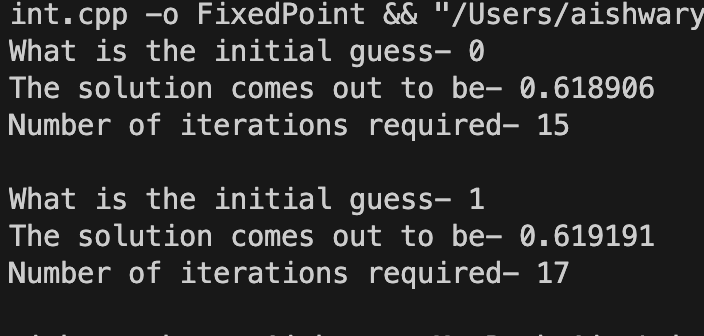 int.cpp -o FixedPoint && "/Users/aishwary
What is the initial guess- 0
The solution comes out to be- 0.618906
Number of iterations required- 15
What is the initial guess- 1
The solution comes out to be- 0.619191
Number of iterations required- 17